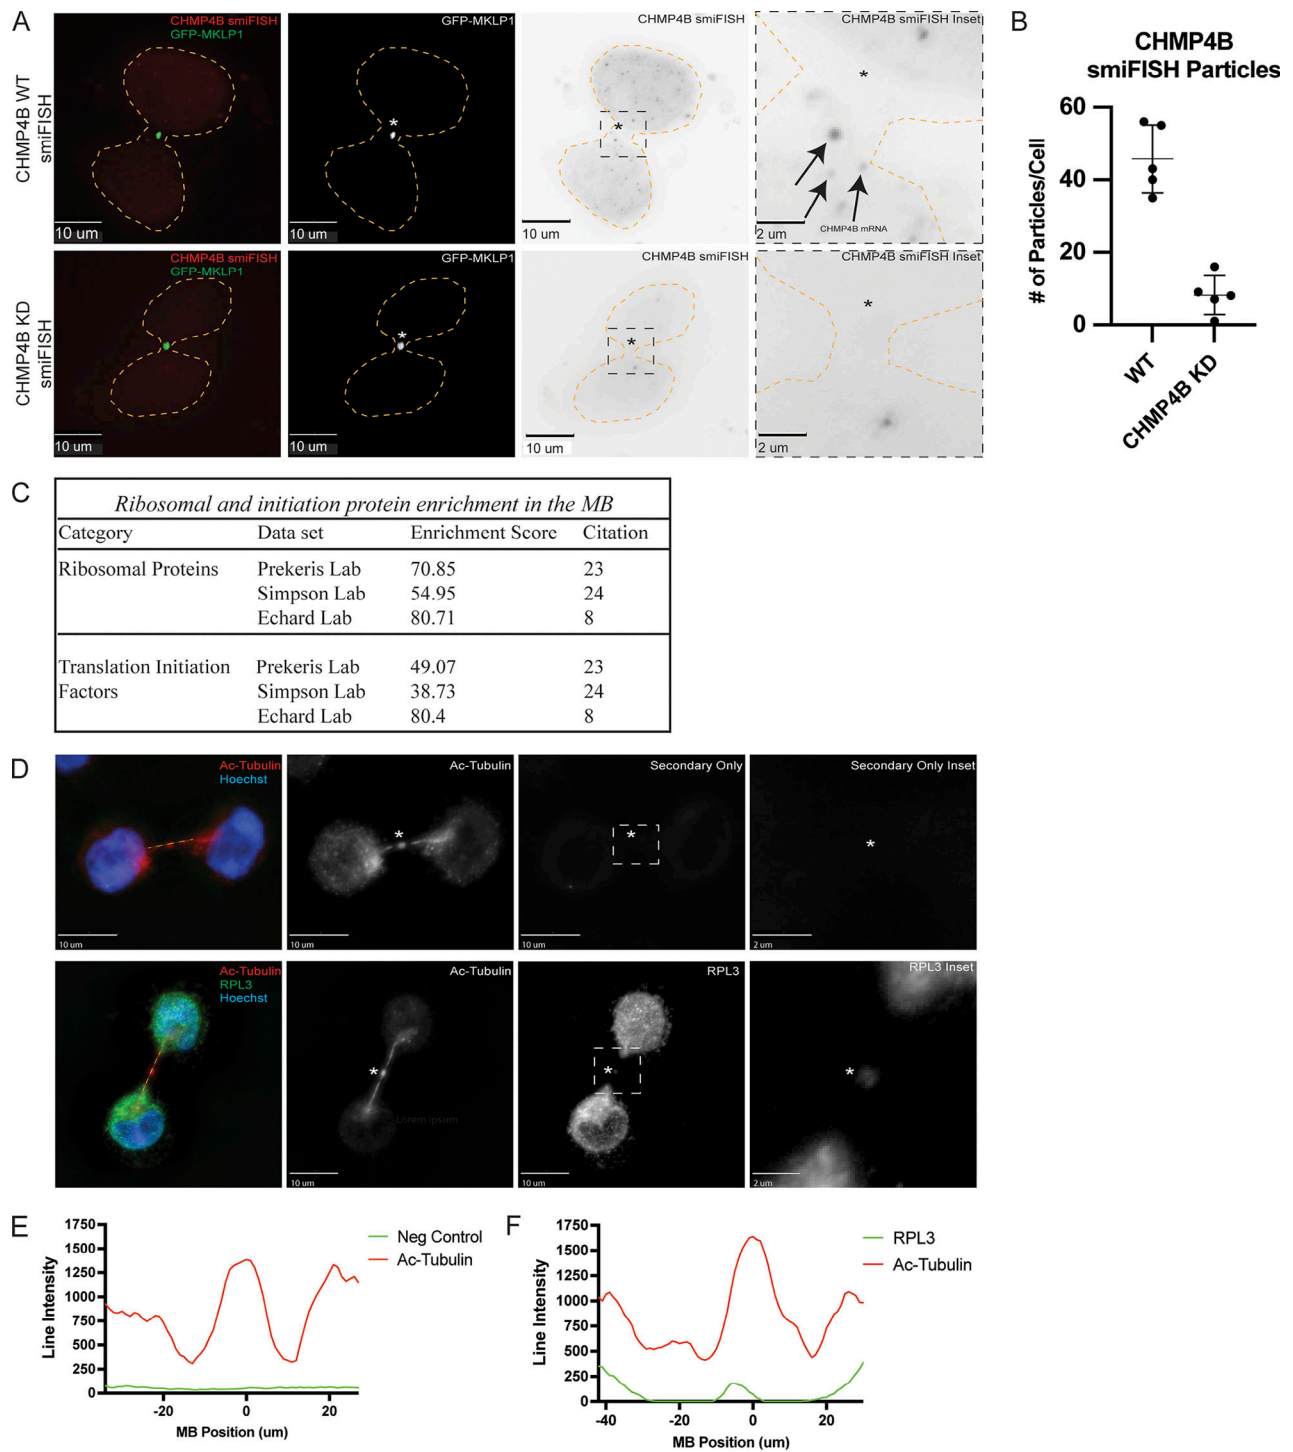 A
CHMP4B WT
smiFISH
CHMP4B smiFISH
GFP-MKLP1
10 um
GFP-MKLP1
*
10 um
CHMP4B smiFISH
*
10 um
CHMP4B smiFISH Inset
*
CHMP4B mRNA
2 um
CHMP4B KD
smiFISH
CHMP4B smiFISH
GFP-MKLP1
10 um
GFP-MKLP1
*
10 um
CHMP4B smiFISH
*
10 um
CHMP4B smiFISH Inset
*
2 um
B
CHMP4B
smiFISH Particles
# of Particles/Cell
60
40
20
0
WT
CHMP4B KD
C
Ribosomal and initiation protein enrichment in the MB
Category Data set Enrichment Score Citation
Ribosomal Proteins Prekeris Lab 70.85 23
Simpson Lab 54.95 24
Echard Lab 80.71 8
Translation Initiation Prekeris Lab 49.07 23
Factors Simpson Lab 38.73 24
Echard Lab 80.4 8
D
Ac-Tubulin
Hoechst
10 um
Ac-Tubulin
*
10 um
Secondary Only
*
10 um
Secondary Only Inset
*
2 um
Ac-Tubulin
RPL3
Hoechst
10 um
Ac-Tubulin
*
Lorem ipsum
10 um
RPL3
*
10 um
RPL3 Inset
*
2 um
E
Line Intensity
1750
1500
1250
1000
750
500
250
0
-20 0 20
MB Position (um)
Neg Control
Ac-Tubulin
F
Line Intensity
1750
1500
1250
1000
750
500
250
0
-40 -20 0 20
MB Position (um)
RPL3
Ac-Tubulin